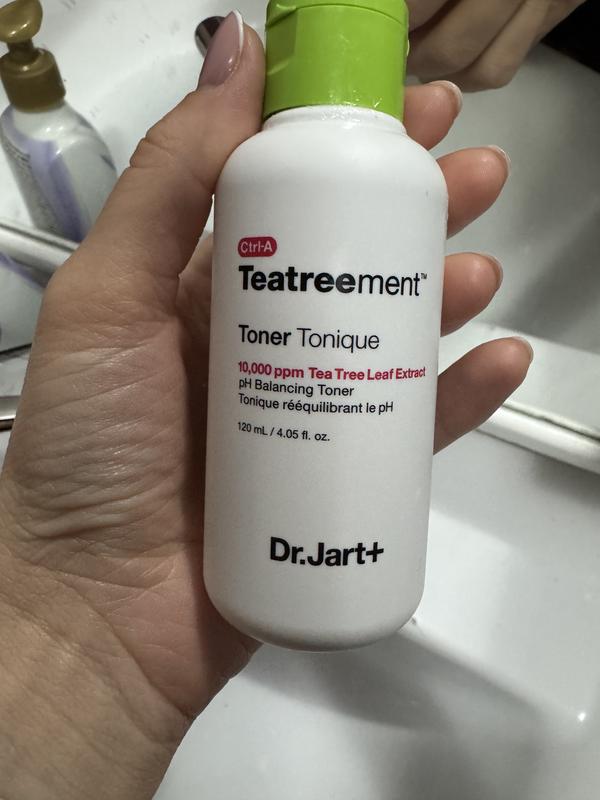 Ctrl-A
Teatreement™
Toner Tonique
10,000 ppm Tea Tree Leaf Extract
pH Balancing Toner
Tonique rééquilibrant le pH
120 mL / 4.05 fl. oz.
Dr.Jart+